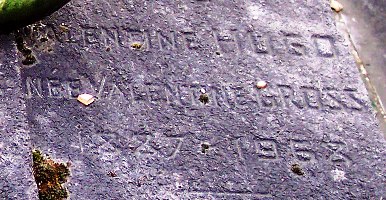 VALENTINE HUGO
NEE VALENTINE GROSS
1887-1968